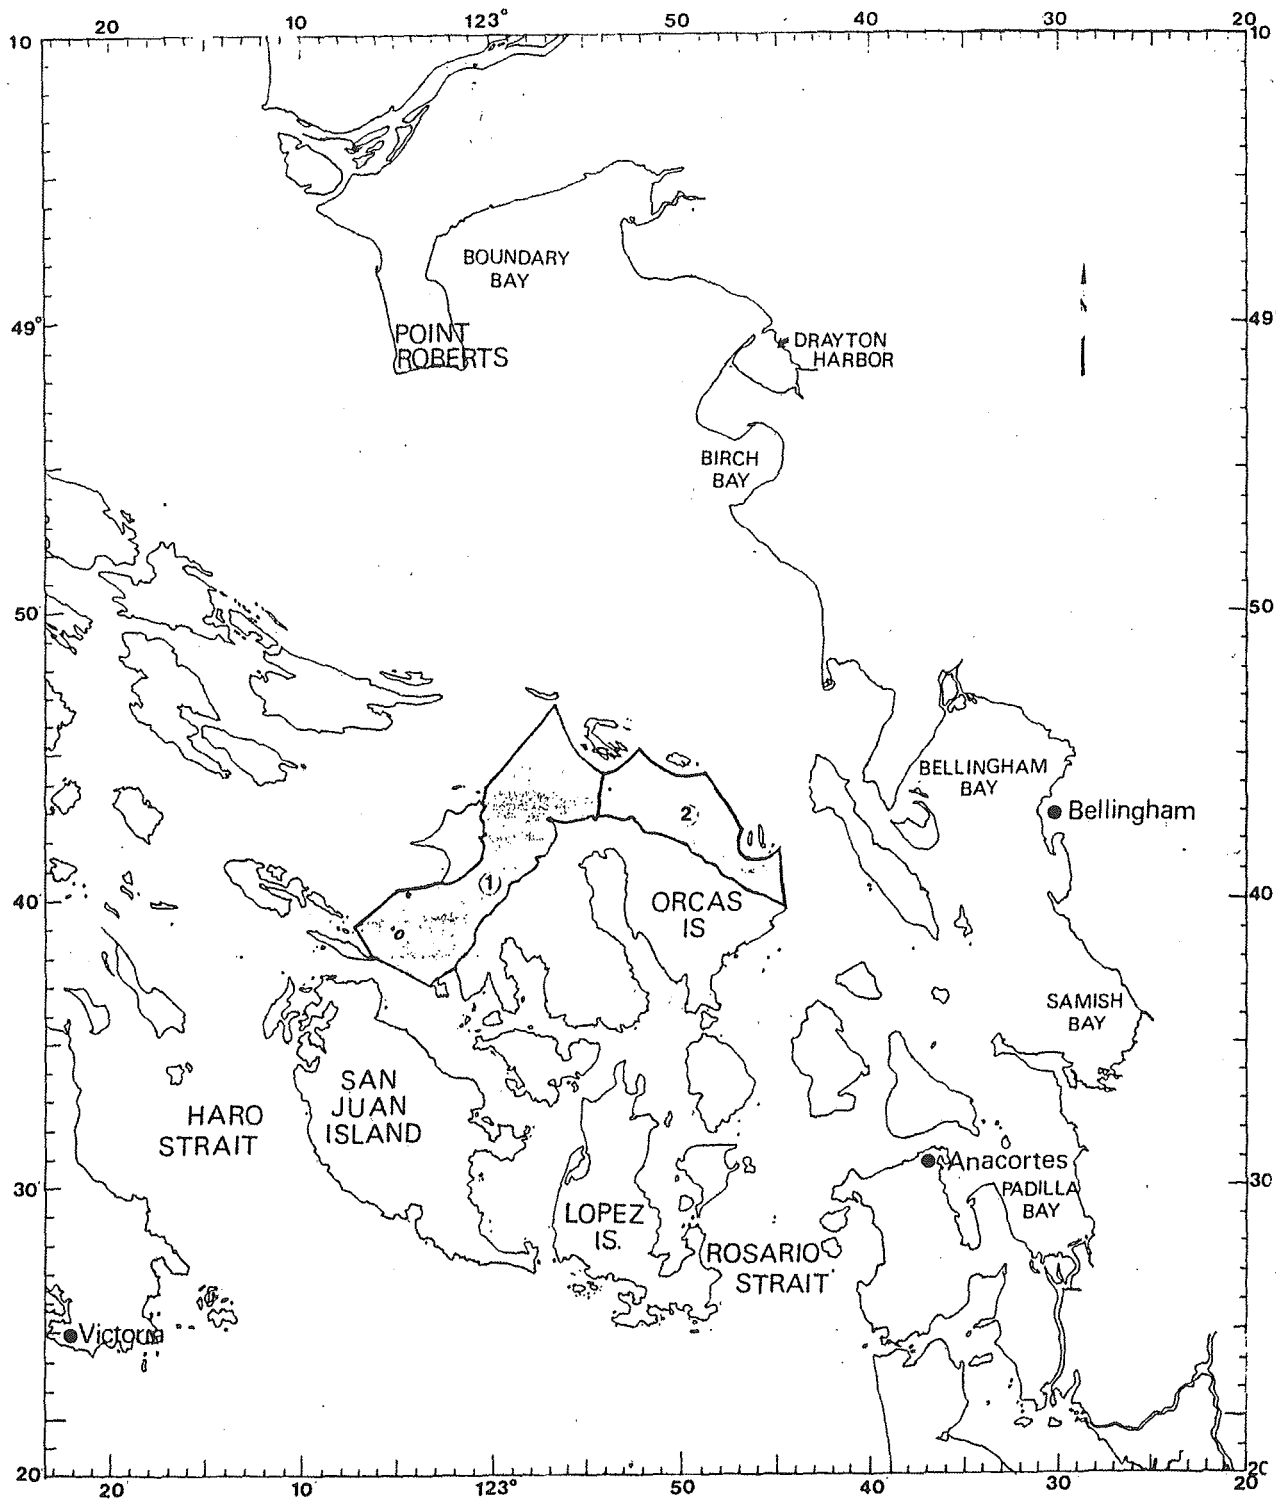 20 10 123° 50 40 30 20
10 10
BOUNDARY
BAY
49° 49°
POINT
ROBERTS
DRAYTON
HARBOR
BIRCH
BAY
50' 50
BELLINGHAM
BAY
2
Bellingham
1
40' 40
ORCAS
IS
SAMISH
BAY
SAN
JUAN
ISLAND
HARO
STRAIT
Anacortes
30' 30
PADILLA
BAY
LOPEZ
IS.
ROSARIO
STRAIT
Victoria
20' 20
20 10 123° 50 40 30 20